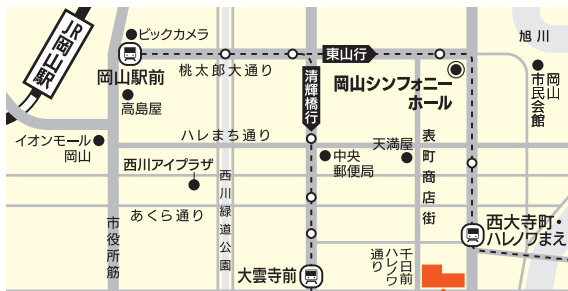 JR
岡山駅
ビックカメラ
岡山駅前
桃太郎大通り
東山行
清輝橋行
岡山シンフォニー
ホール
旭川
岡山
市民会館
高島屋
イオンモール
岡山
ハレまち通り
西川アイプラザ
中央
郵便局
天満屋
表町商店街
あくら通り
市役所筋
西川緑道公園
大雲寺前
千日前
ハレノワ
通り
西大寺町・
ハレノワまえ